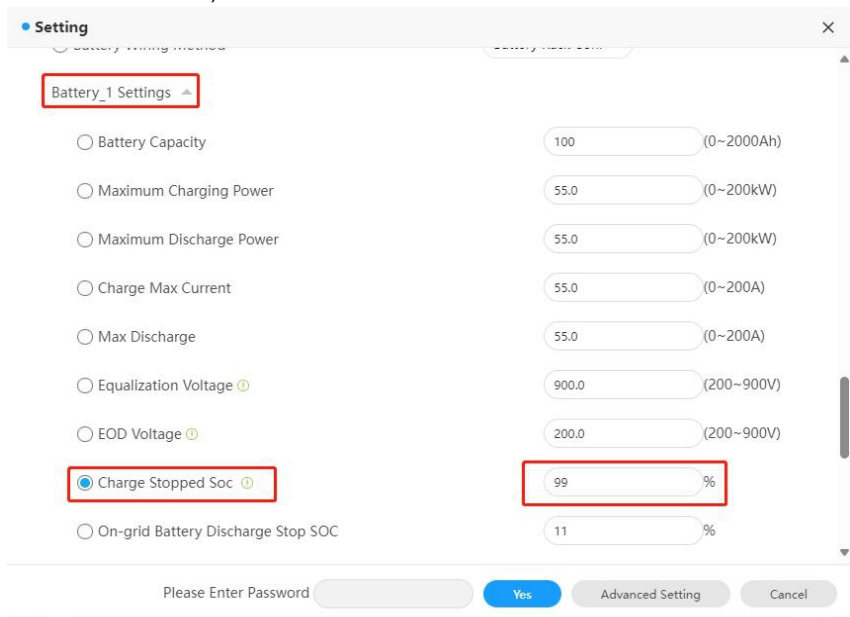 Setting
Battery_1 Settings
Battery Capacity 100 (0~2000Ah)
Maximum Charging Power 55.0 (0~200kW)
Maximum Discharge Power 55.0 (0~200kW)
Charge Max Current 55.0 (0~200A)
Max Discharge 55.0 (0~200A)
Equalization Voltage 900.0 (200~900V)
EOD Voltage 200.0 (200~900V)
Charge Stopped Soc 99 %
On-grid Battery Discharge Stop SOC 11 %
Please Enter Password Yes Advanced Setting Cancel